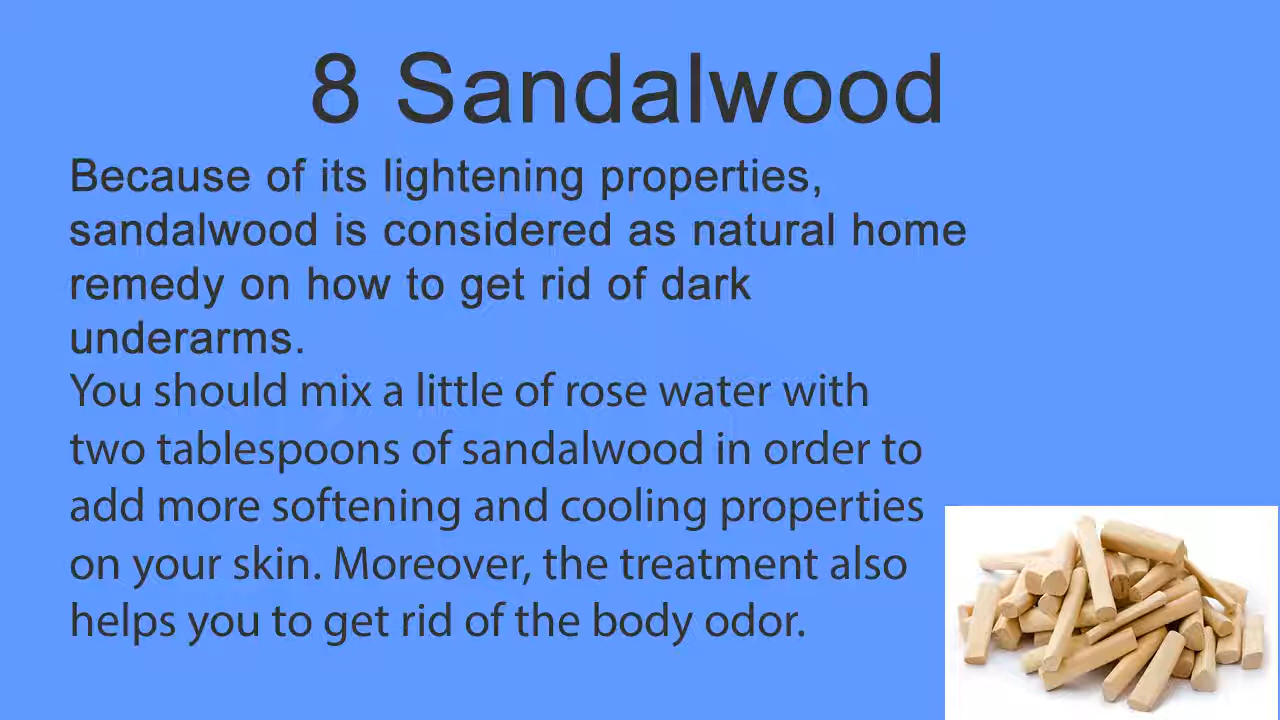 8 Sandalwood
Because of its lightening properties,
sandalwood is considered as natural home
remedy on how to get rid of dark
underarms.
You should mix a little of rose water with
two tablespoons of sandalwood in order to
add more softening and cooling properties
on your skin. Moreover, the treatment also
helps you to get rid of the body odor.